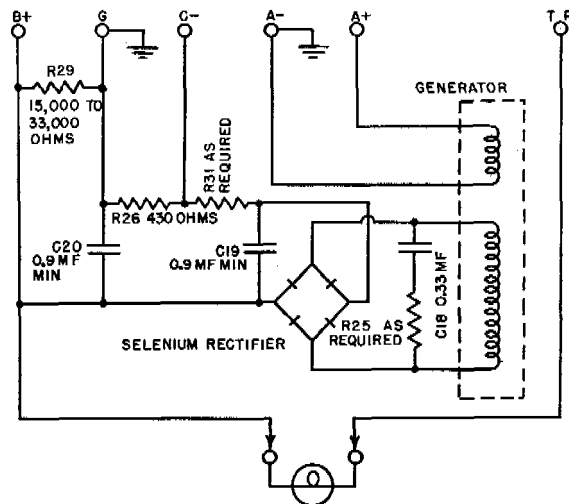 B+ G C- A- A+ T P
R29
15,000 TO
33,000
OHMS
GENERATOR
R31 AS
REQUIRED
R26 430 OHMS
C20
0.9 MF
MIN
C19
0.9 MF MIN
C18 0.33 MF
R25 AS
REQUIRED
SELENIUM RECTIFIER